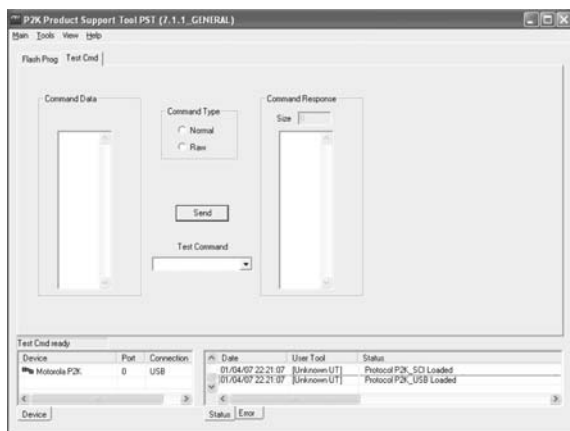 P2K Product Support Tool PST (7.1.1_GENERAL)
Main Tools View Help
Flash Prog Test Cmd
Command Data
Command Type
Normal
Raw
Command Response
Size
Send
Test Command
Test Cmd ready
Device Port Connection
Motorola P2K 0 USB
Device
Date User Tool Status
01/04/07 22:21:07 [Unknown UT] Protocol P2K_SCI Loaded
01/04/07 22:21:07 [Unknown UT] Protocol P2K_USB Loaded
Status Error